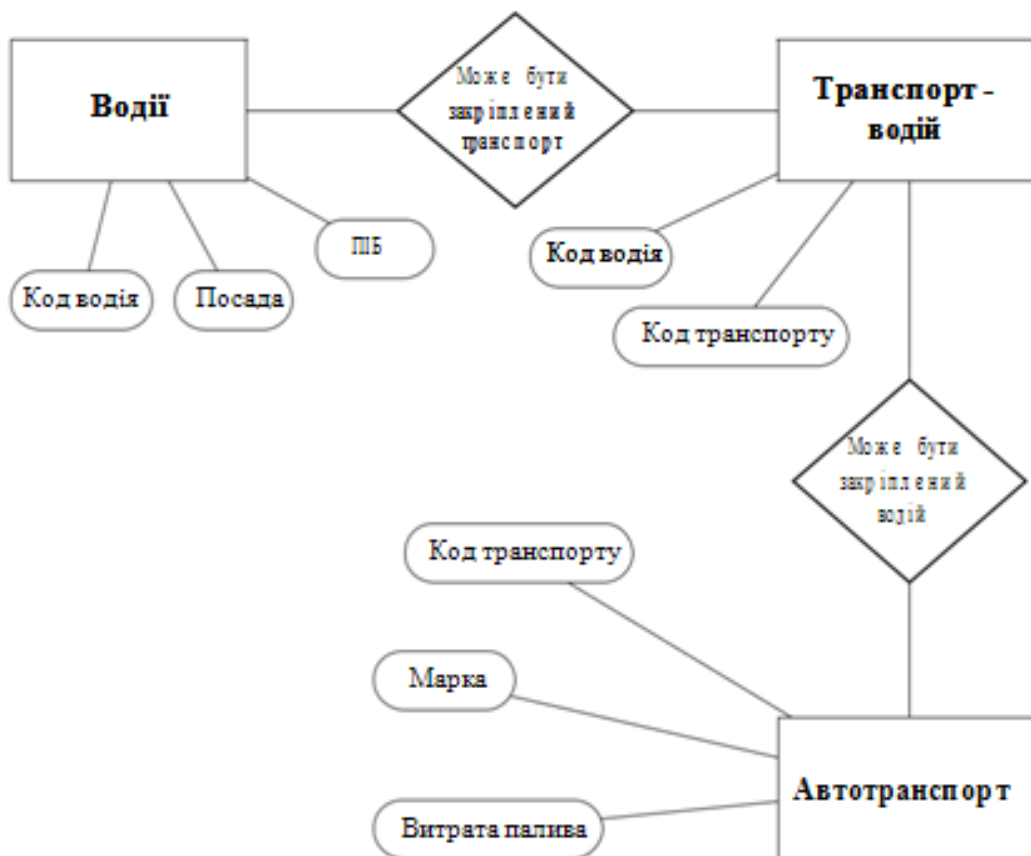 Водії
Може бути
закріплений
транспорт
Транспорт -
водій
ПІБ
Код водія
Посада
Код водія
Код транспорту
Може бути
закріплений
водій
Код транспорту
Марка
Автотранспорт
Витрата палива